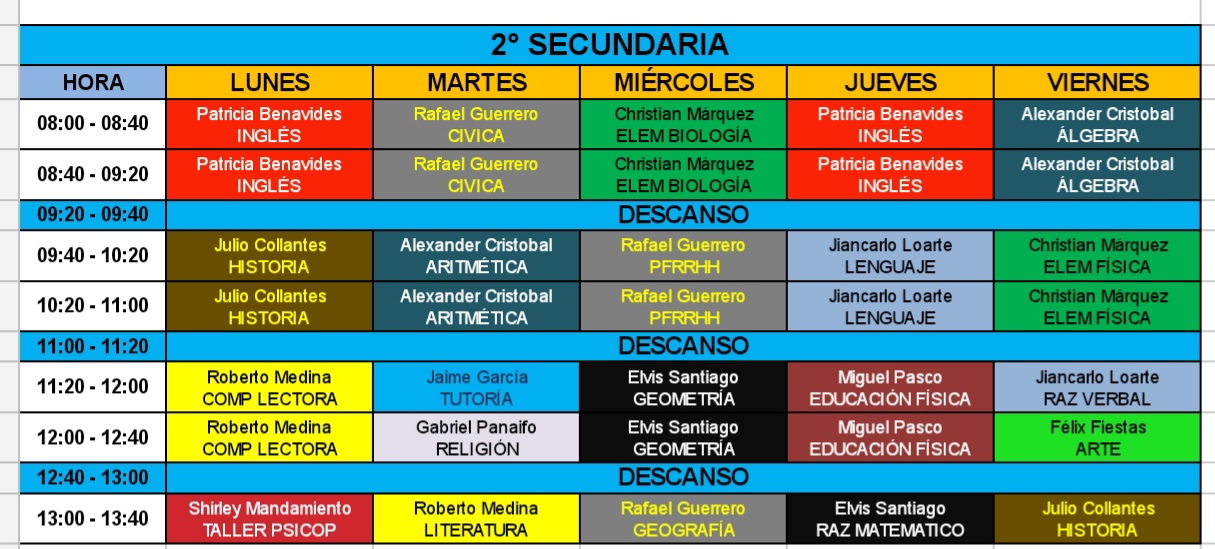 2° SECUNDARIA
HORA LUNES MARTES MIÉRCOLES JUEVES VIERNES
08:00 - 08:40 Patricia Benavides Rafael Guerrero Christian Márquez Patricia Benavides Alexander Cristobal
INGLÉS CIVICA ELEM BIOLOGÍA INGLÉS ÁLGEBRA
08:40 - 09:20 Patricia Benavides Rafael Guerrero Christian Márquez Patricia Benavides Alexander Cristobal
INGLÉS CIVICA ELEM BIOLOGÍA INGLÉS ÁLGEBRA
09:20 - 09:40 DESCANSO
09:40 - 10:20 Julio Collantes Alexander Cristobal Rafael Guerrero Jiancarlo Loarte Christian Márquez
HISTORIA ARITMÉTICA PFRRHH LENGUAJE ELEM FÍSICA
10:20 - 11:00 Julio Collantes Alexander Cristobal Rafael Guerrero Jiancarlo Loarte Christian Márquez
HISTORIA ARITMÉTICA PFRRHH LENGUAJE ELEM FÍSICA
11:00 - 11:20 DESCANSO
11:20 - 12:00 Roberto Medina Jaime García Elvis Santiago Miguel Pasco Jiancarlo Loarte
COMP LECTORA TUTORÍA GEOMETRÍA EDUCACIÓN FÍSICA RAZ VERBAL
12:00 - 12:40 Roberto Medina Gabriel Panaifo Elvis Santiago Miguel Pasco Félix Fiestas
COMP LECTORA RELIGIÓN GEOMETRÍA EDUCACIÓN FÍSICA ARTE
12:40 - 13:00 DESCANSO
13:00 - 13:40 Shirley Mandamiento Roberto Medina Rafael Guerrero Elvis Santiago Julio Collantes
TALLER PSICOP LITERATURA GEOGRAFÍA RAZ MATEMATICO HISTORIA